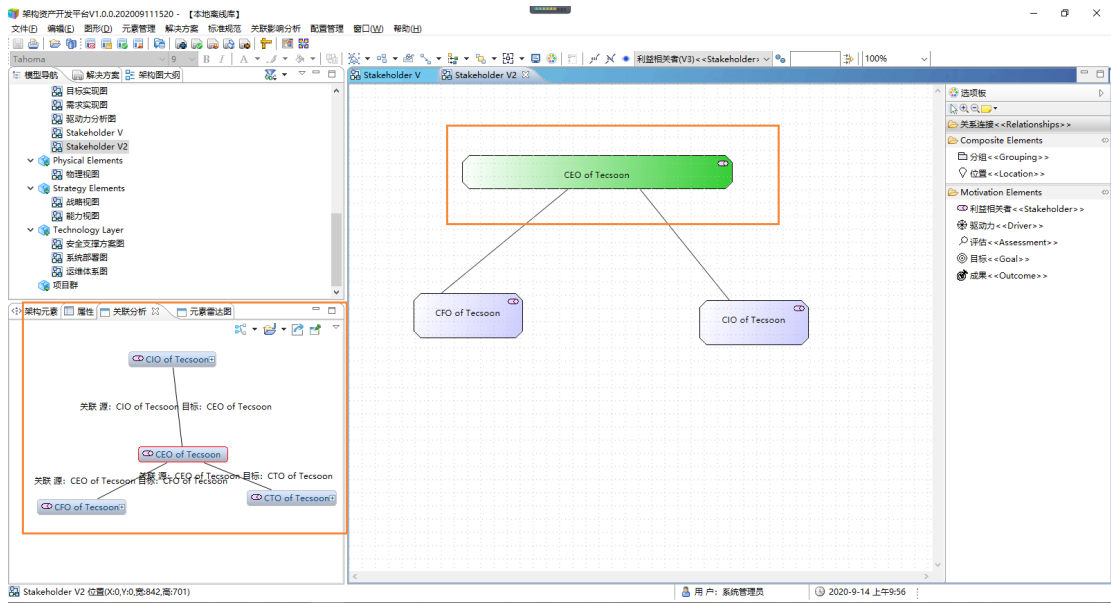 架构资产开发平台V1.0.0.202009111520 - 【本地离线库】
文件(F) 编辑(E) 图形(D) 元素管理 解决方案 标准规范 关联影响分析 配置管理 窗口(W) 帮助(H)
Tahoma 9 B I A 利益相关者(V3)<<Stakeholder> 100%
模型导航 解决方案 架构图大纲
目标实现图
需求实现图
驱动力分析图
Stakeholder V
Stakeholder V2
Physical Elements
物理视图
Strategy Elements
战略视图
能力视图
Technology Layer
安全支撑方案图
系统部署图
运维体系图
项目群
架构元素 属性 关联分析 元素雷达图
CIO of Tecsoon
关联 源: CIO of Tecsoon 目标: CEO of Tecsoon
CEO of Tecsoon
关联 源: CEO of Tecsoon 目标: CTO of Tecsoon
关联 源: CEO of Tecsoon 目标: CFO of Tecsoon
CTO of Tecsoon
CFO of Tecsoon
Stakeholder V Stakeholder V2
CEO of Tecsoon
CFO of Tecsoon
CIO of Tecsoon
选项板
关系连接<<Relationships>>
Composite Elements
分组<<Grouping>>
位置<<Location>>
Motivation Elements
利益相关者<<Stakeholder>>
驱动力<<Driver>>
评估<<Assessment>>
目标<<Goal>>
成果<<Outcome>>
Stakeholder V2 位置(X:0,Y:0,宽:842,高:701)
用 户: 系统管理员
2020-9-14 上午9:56